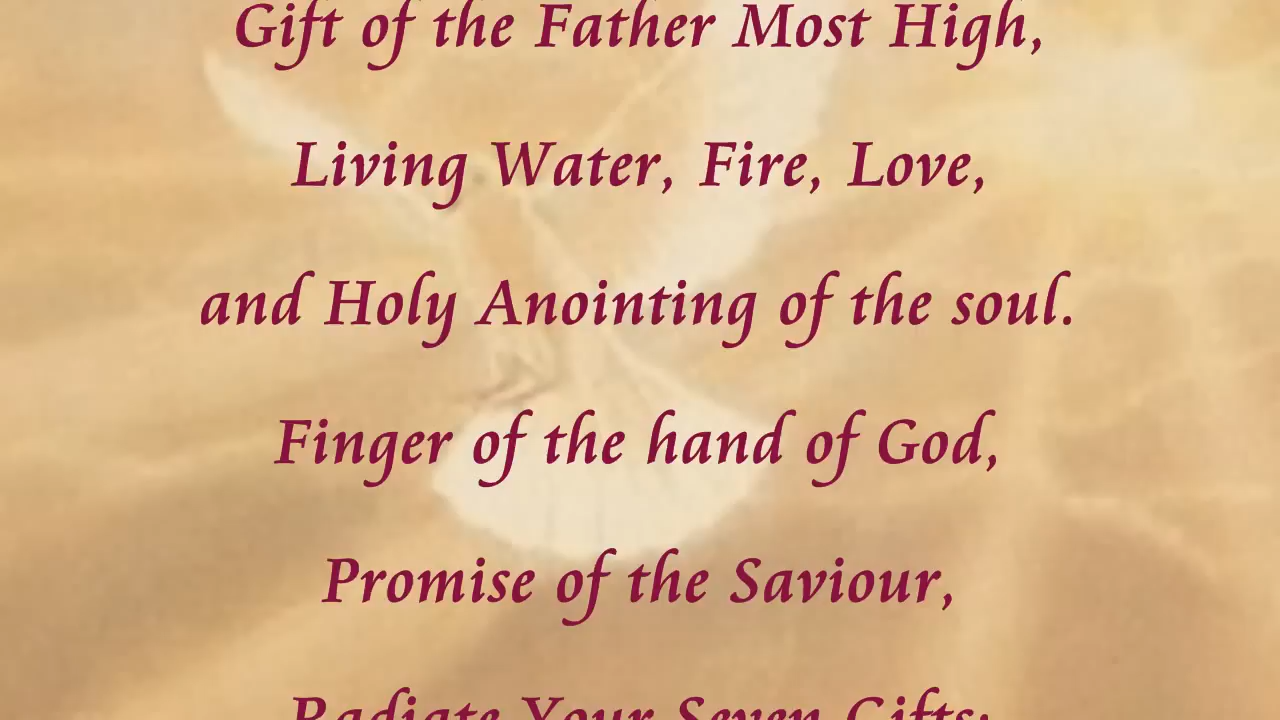 Gift of the Father Most High,
Living Water, Fire, Love,
and Holy Anointing of the soul.
Finger of the hand of God,
Promise of the Saviour,
Radiate Your Seven Gifts;